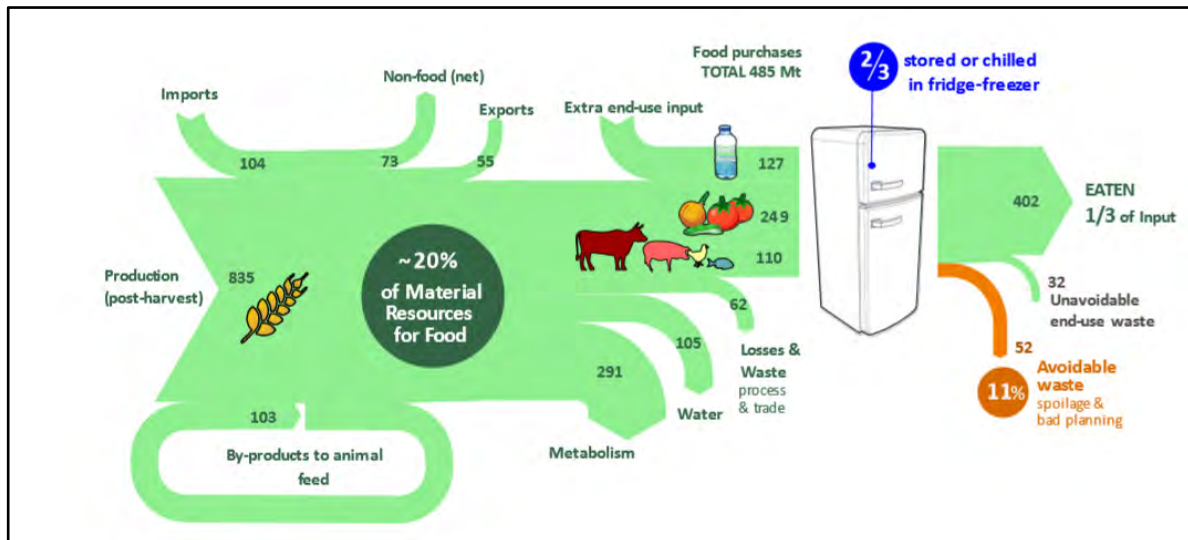 Food purchases
TOTAL 485 Mt
2/3
stored or chilled
in fridge-freezer
Non-food (net)
Imports
Exports
Extra end-use input
104
73
55
127
249
110
402
EATEN
1/3 of Input
Production
(post-harvest)
835
~20%
of Material
Resources
for Food
62
32
Unavoidable
end-use waste
105
Losses &
Waste
process
& trade
291
Water
52
11%
Avoidable
waste
spoilage &
bad planning
103
By-products to animal
feed
Metabolism